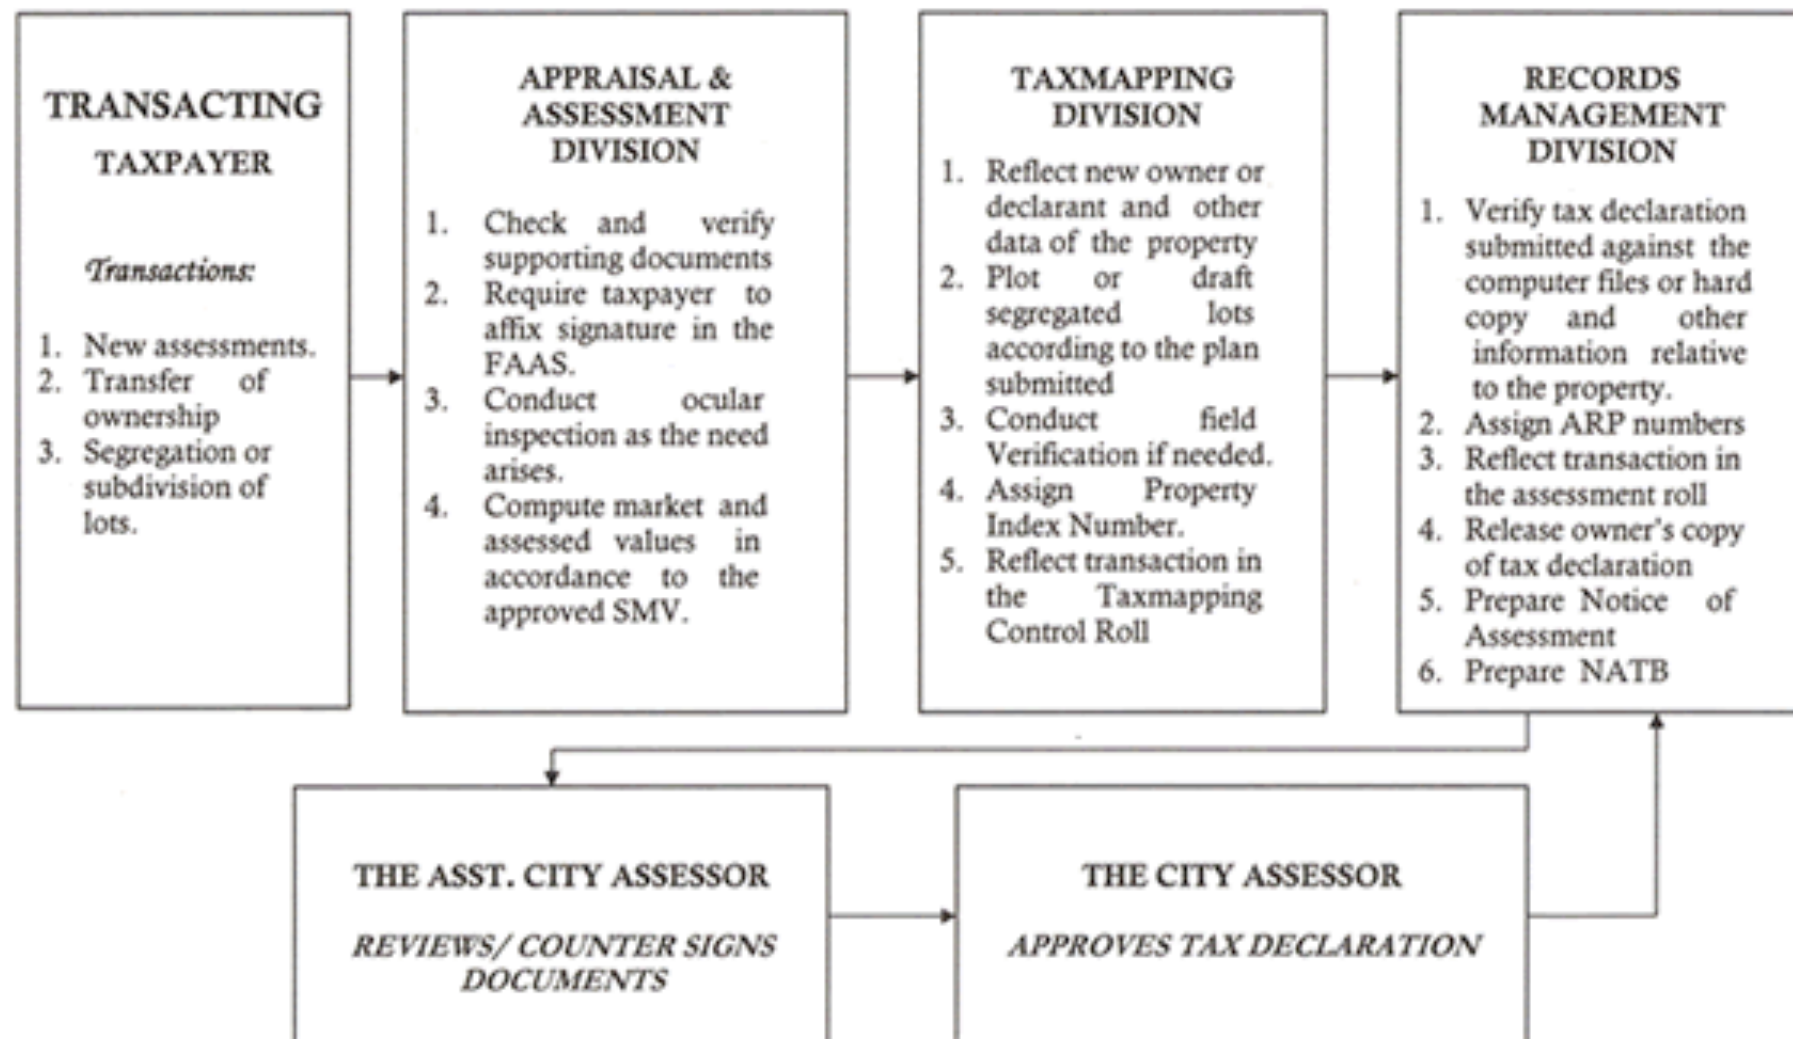 TRANSACTING
TAXPAYER
Transactions:
1. New assessments.
2. Transfer of
ownership
3. Segregation or
subdivision of
lots.
APPRAISAL &
ASSESSMENT
DIVISION
1. Check and verify
supporting documents
2. Require taxpayer to
affix signature in the
FAAS.
3. Conduct ocular
inspection as the need
arises.
4. Compute market and
assessed values in
accordance to the
approved SMV.
TAXMAPPING
DIVISION
1. Reflect new owner or
declarant and other
data of the property
2. Plot or draft
segregated lots
according to the plan
submitted
3. Conduct field
Verification if needed.
4. Assign Property
Index Number.
5. Reflect transaction in
the Taxmapping
Control Roll
RECORDS
MANAGEMENT
DIVISION
1. Verify tax declaration
submitted against the
computer files or hard
copy and other
information relative
to the property.
2. Assign ARP numbers
3. Reflect transaction in
the assessment roll
4. Release owner's copy
of tax declaration
5. Prepare Notice of
Assessment
6. Prepare NATB
THE ASST. CITY ASSESSOR
REVIEWS/ COUNTER SIGNS
DOCUMENTS
THE CITY ASSESSOR
APPROVES TAX DECLARATION